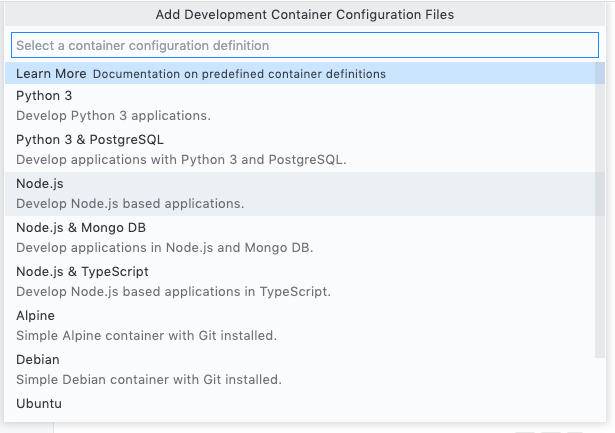 Add Development Container Configuration Files
Select a container configuration definition
Learn More Documentation on predefined container definitions
Python 3
Develop Python 3 applications.
Python 3 & PostgreSQL
Develop applications with Python 3 and PostgreSQL.
Node.js
Develop Node.js based applications.
Node.js & Mongo DB
Develop applications in Node.js and Mongo DB.
Node.js & TypeScript
Develop Node.js based applications in TypeScript.
Alpine
Simple Alpine container with Git installed.
Debian
Simple Debian container with Git installed.
Ubuntu